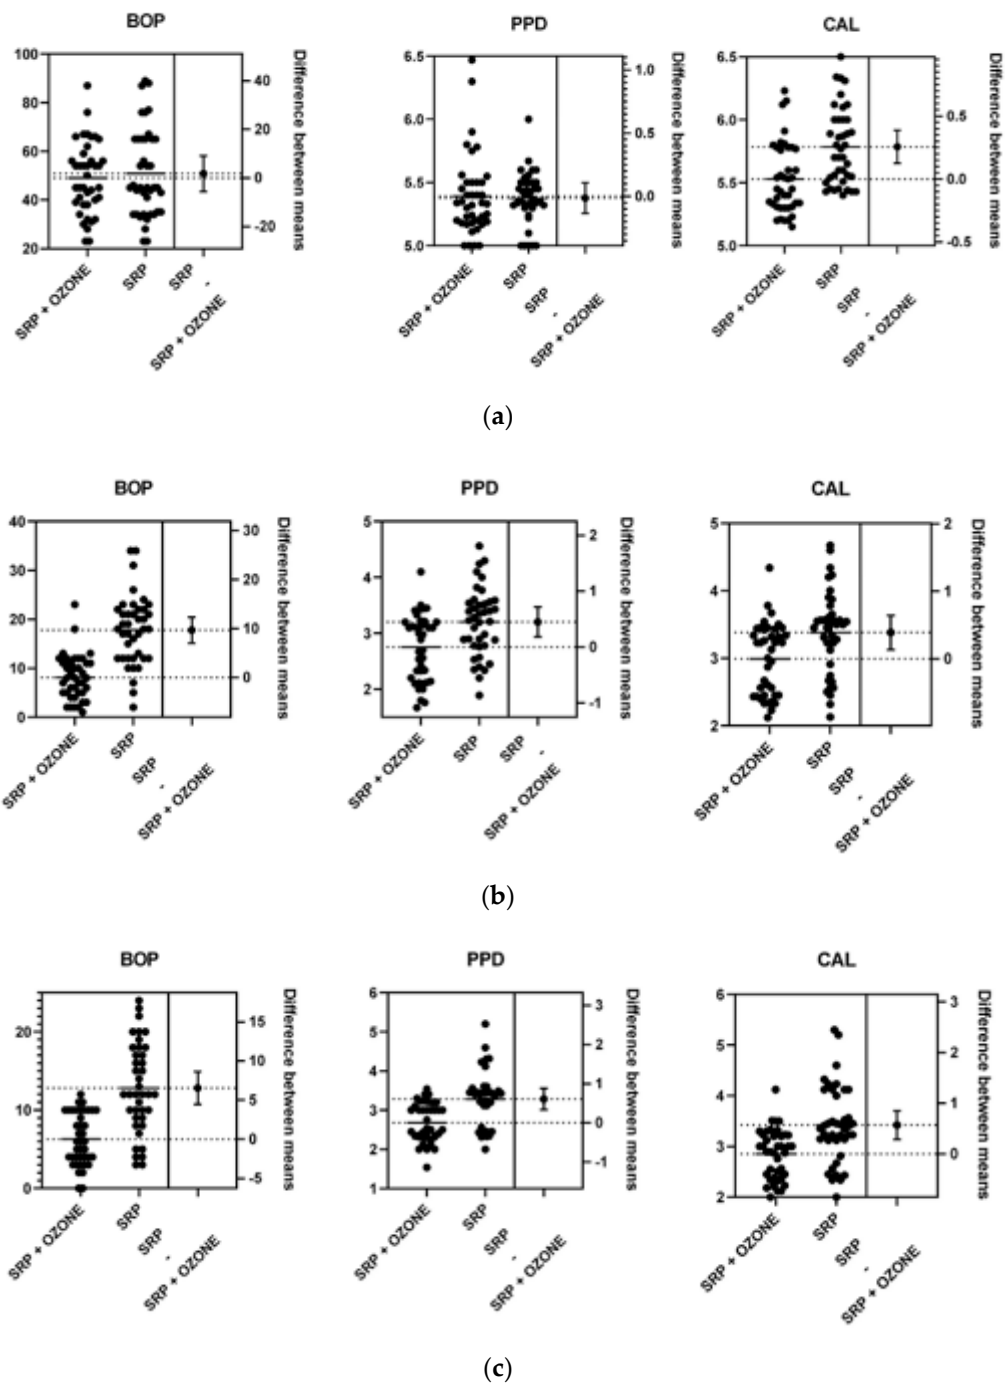 BOP PPD CAL
100
80
60
40
20
40
20
0
-20
Difference between means
SRP + OZONE
SRP
SRP
-
SRP + OZONE
6.5
6.0
5.5
5.0
1.0
0.5
0.0
Difference between means
SRP + OZONE
SRP
SRP
-
SRP + OZONE
6.5
6.0
5.5
5.0
0.5
0.0
-0.5
Difference between means
SRP + OZONE
SRP
SRP
-
SRP + OZONE
(a)
BOP PPD CAL
40
30
20
10
0
30
20
10
0
Difference between means
SRP + OZONE
SRP
SRP
-
SRP + OZONE
5
4
3
2
2
1
0
-1
Difference between means
SRP + OZONE
SRP
SRP
-
SRP + OZONE
5
4
3
2
2
1
0
Difference between means
SRP + OZONE
SRP
SRP
-
SRP + OZONE
(b)
BOP PPD CAL
20
10
0
15
10
5
0
-5
Difference between means
SRP + OZONE
SRP
SRP
-
SRP + OZONE
6
5
4
3
2
1
3
2
1
0
-1
Difference between means
SRP + OZONE
SRP
SRP
-
SRP + OZONE
6
5
4
3
2
3
2
1
0
Difference between means
SRP + OZONE
SRP
SRP
-
SRP + OZONE
(c)